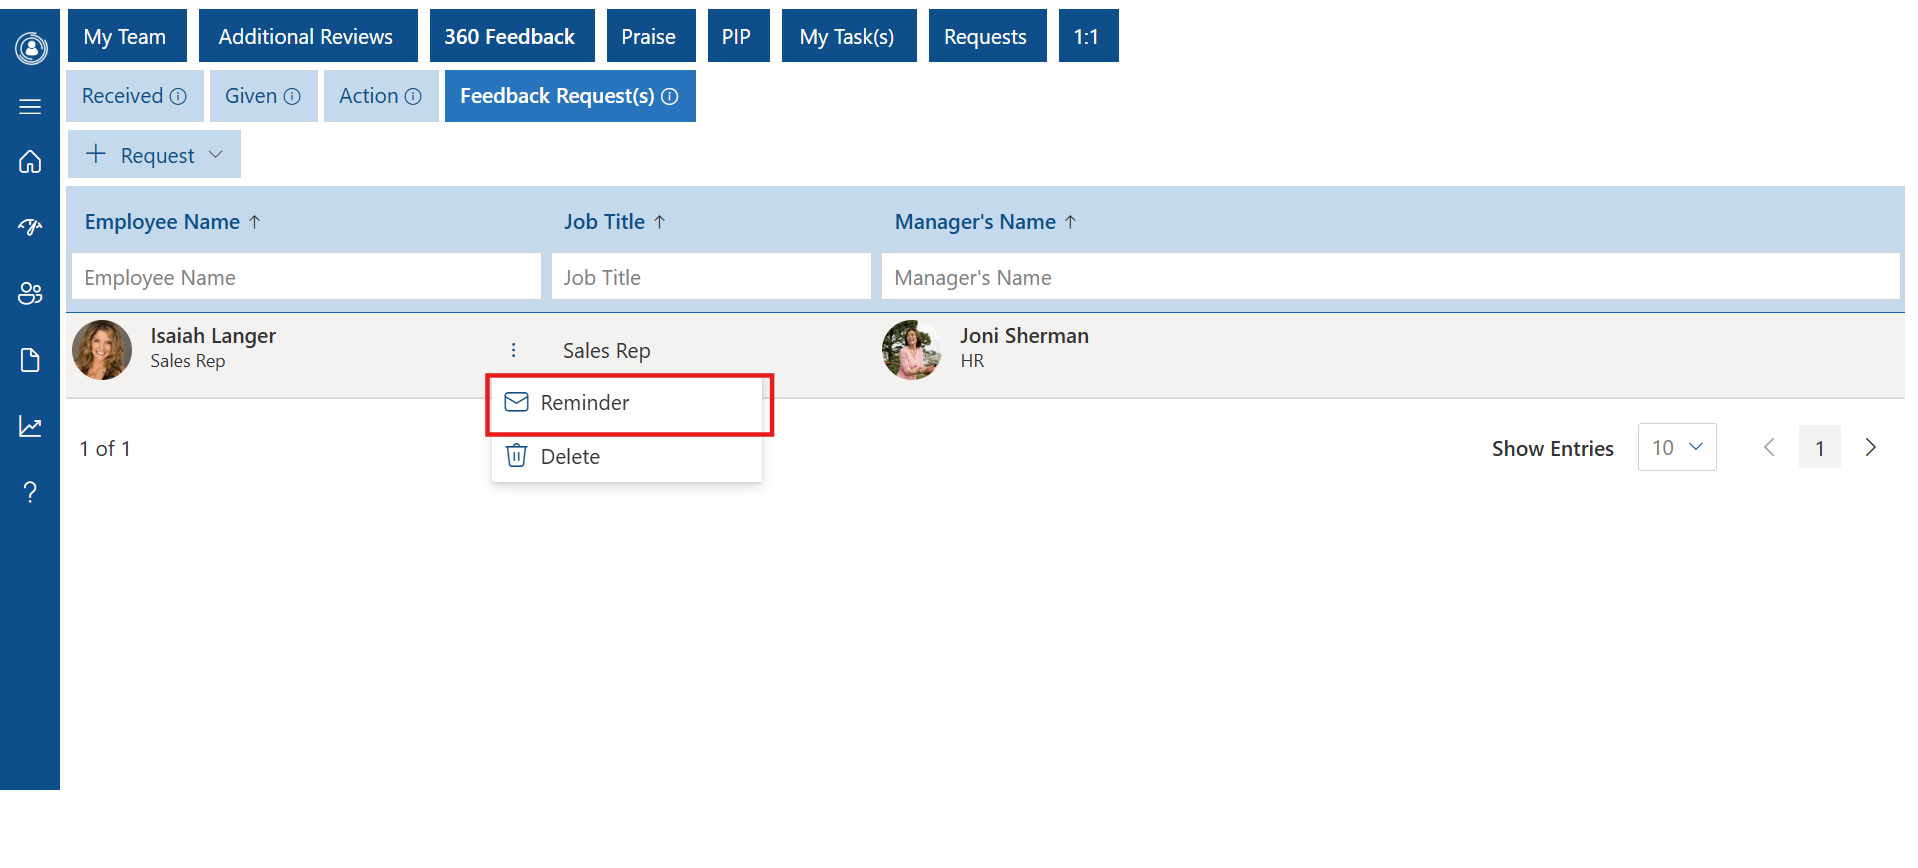 My Team Additional Reviews 360 Feedback Praise PIP My Task(s) Requests 1:1
Received Given Action Feedback Request(s)
Request
Employee Name Job Title Manager's Name
Employee Name Job Title Manager's Name
Isaiah Langer
Sales Rep
Sales Rep
Joni Sherman
HR
Reminder
Delete
1 of 1
Show Entries 10 1